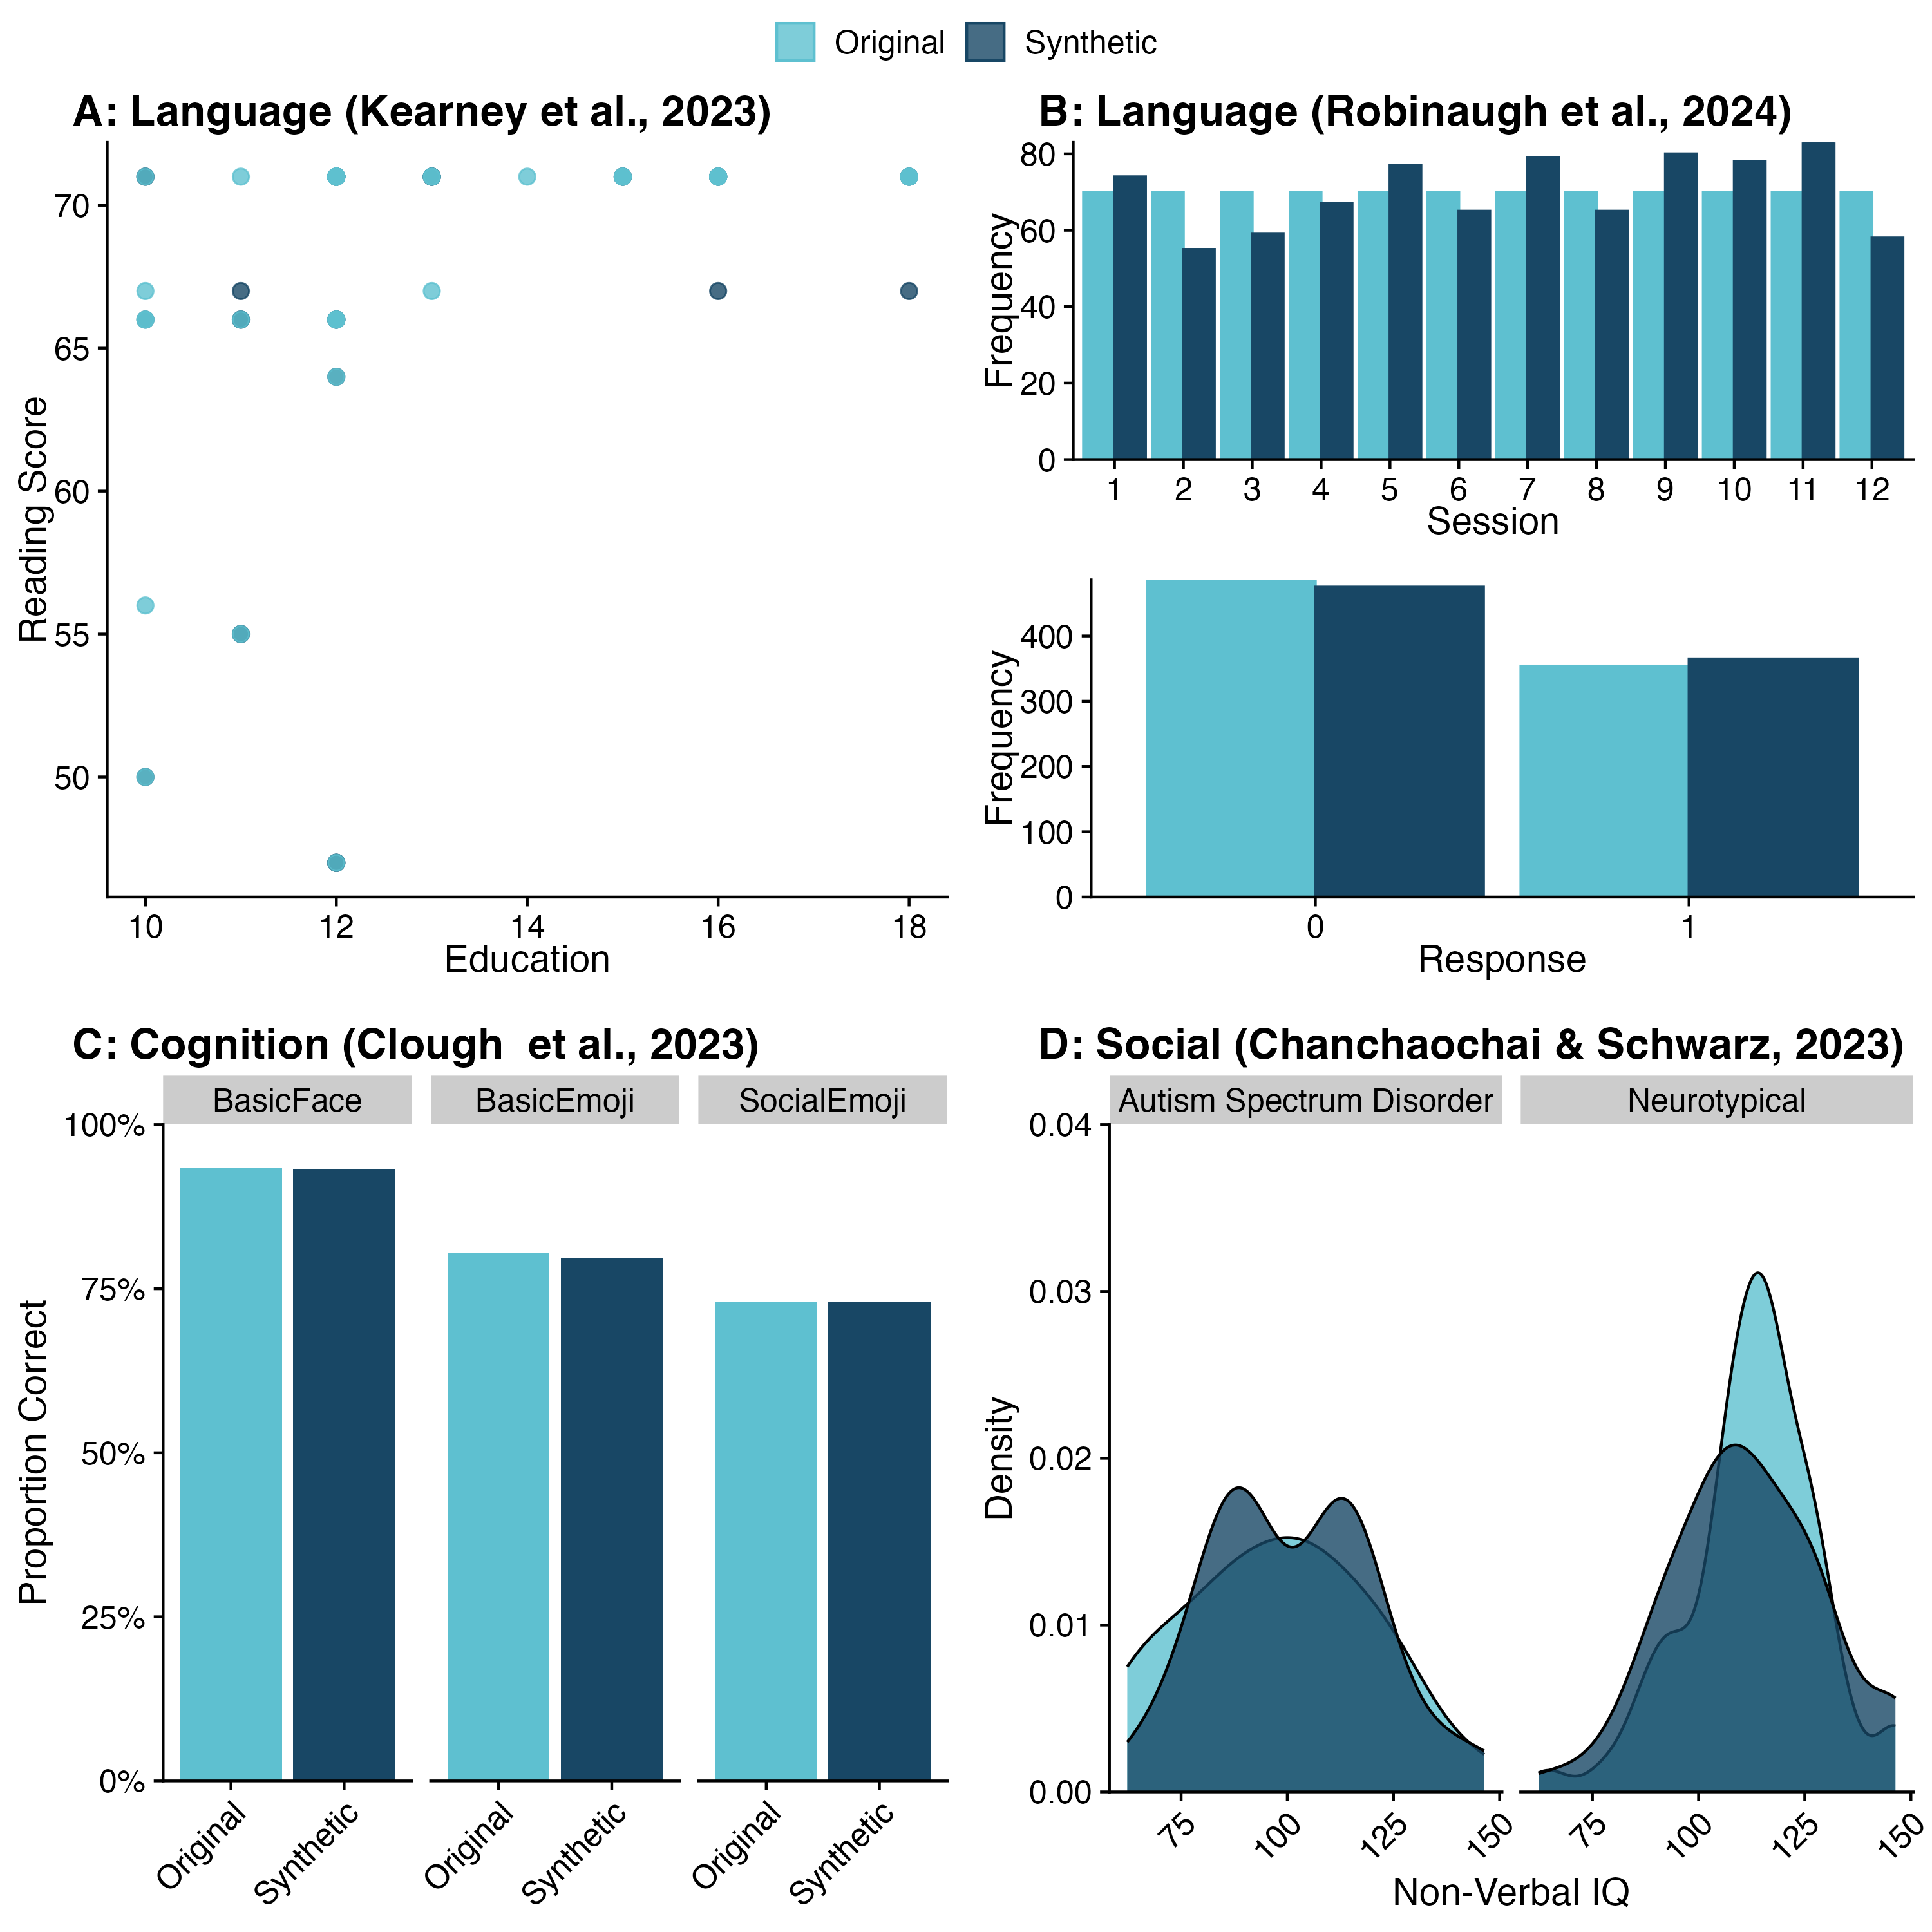 Original Synthetic
A: Language (Kearney et al., 2023)
70
65
60
55
50
Reading Score
10 12 14 16 18
Education
B: Language (Robinaugh et al., 2024)
80
60
40
20
0
Frequency
1 2 3 4 5 6 7 8 9 10 11 12
Session
400
300
200
100
0
Frequency
0 1
Response
C: Cognition (Clough  et al., 2023)
BasicFace BasicEmoji SocialEmoji
100%
75%
50%
25%
0%
Proportion Correct
Original Synthetic Original Synthetic Original Synthetic
D: Social (Chanchaochai & Schwarz, 2023)
Autism Spectrum Disorder Neurotypical
0.04
0.03
0.02
0.01
0.00
Density
75 100 125 150 75 100 125 150
Non-Verbal IQ